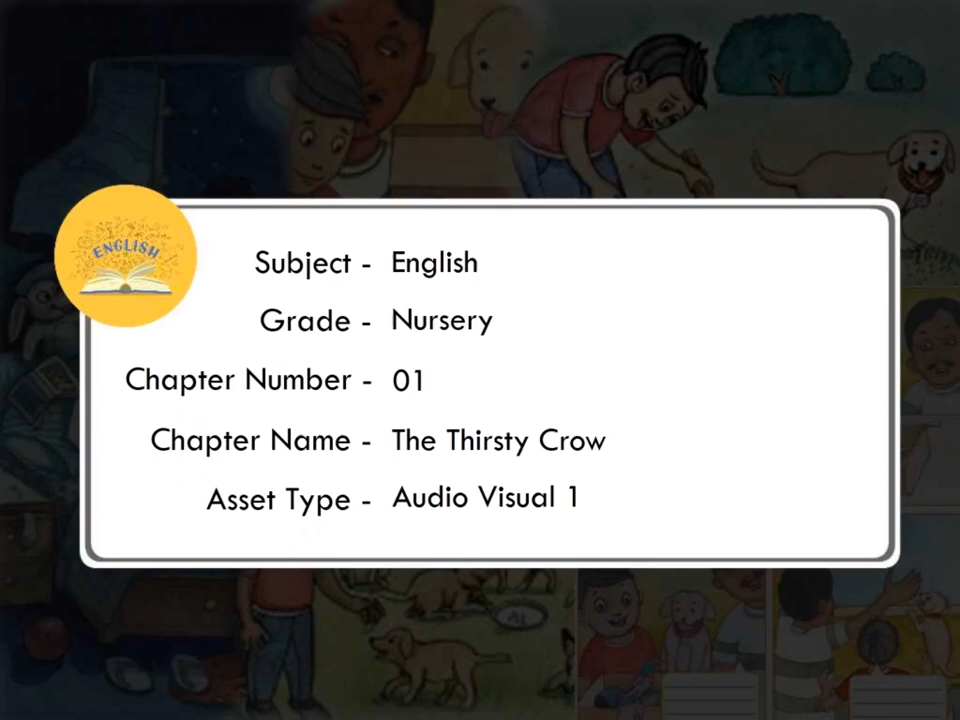 ENGLISH
Subject - English
Grade - Nursery
Chapter Number - 01
Chapter Name - The Thirsty Crow
Asset Type - Audio Visual 1